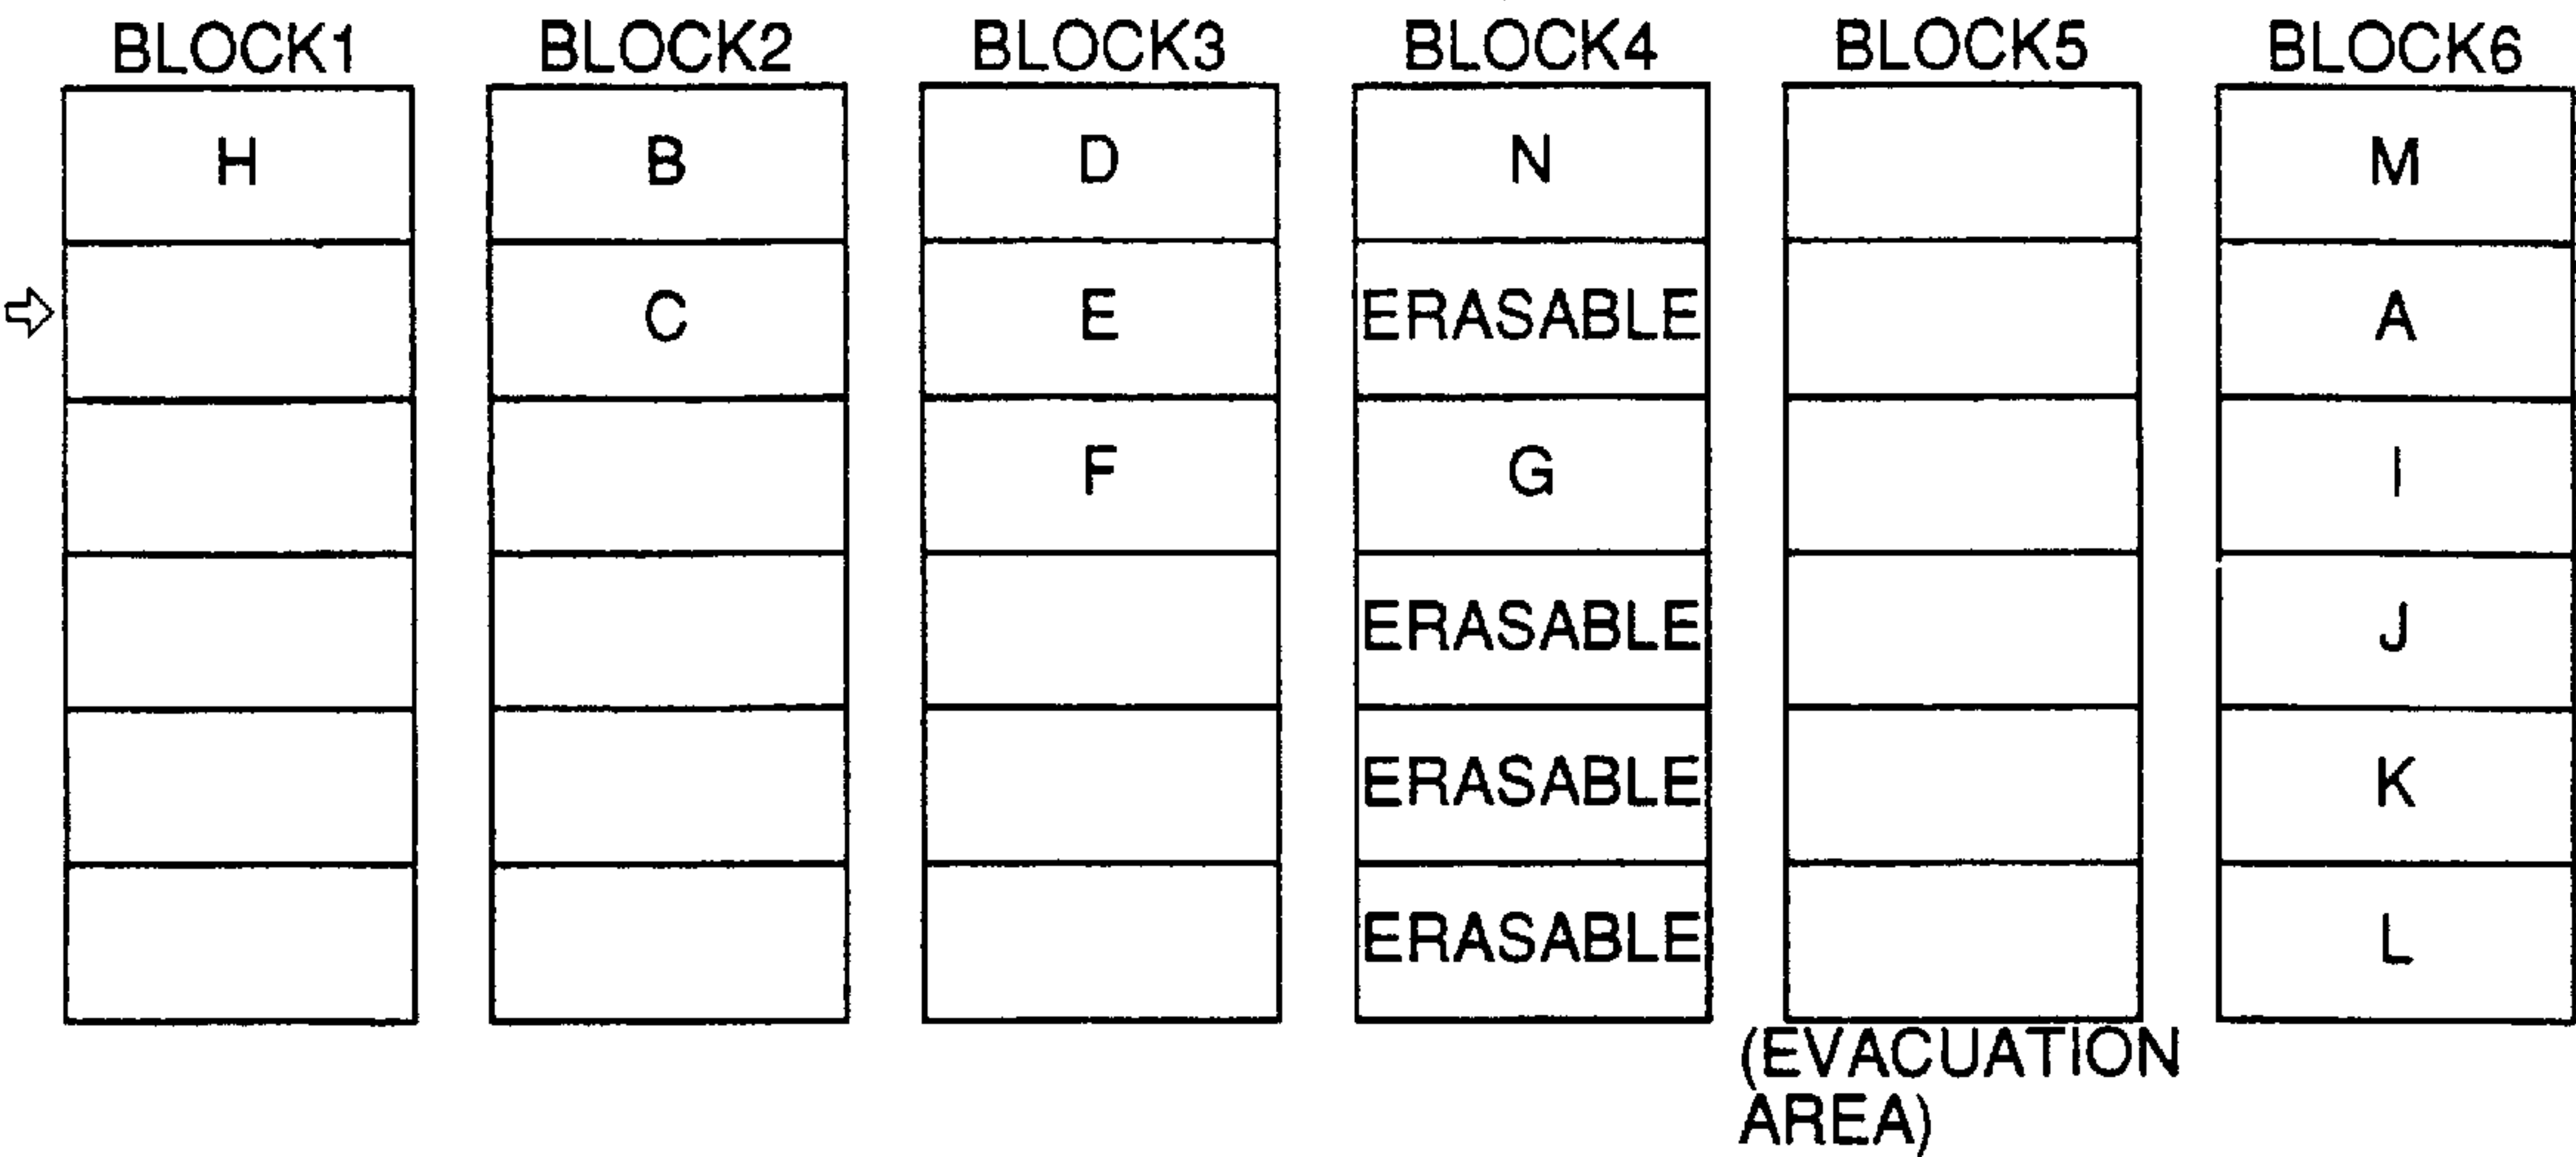 BLOCK1 BLOCK2 BLOCK3 BLOCK4 BLOCK5 BLOCK6
H B D N M
C E ERASABLE A
F G I
ERASABLE J
ERASABLE K
ERASABLE L
(EVACUATION
AREA)